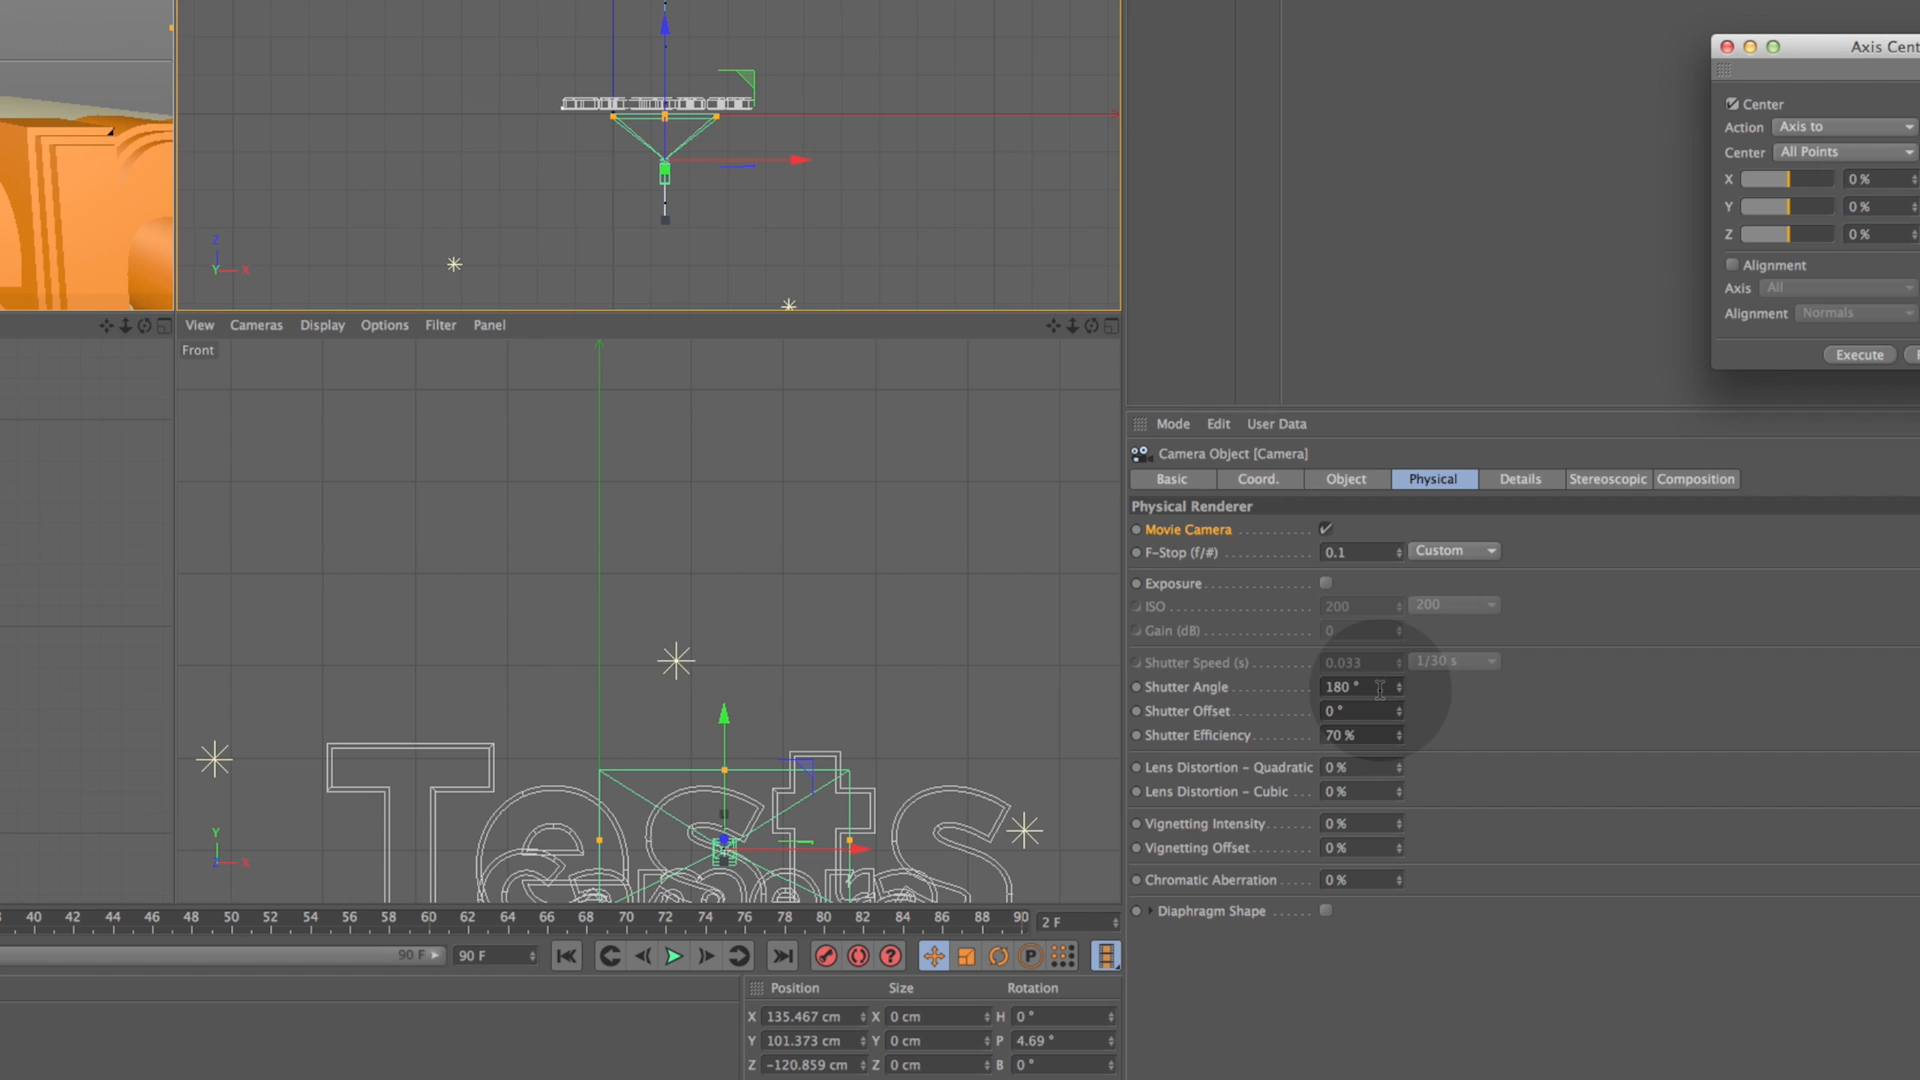 Axis Cent
Center
Action Axis to
Center All Points
X 0 %
Y 0 %
Z 0 %
Alignment
Axis All
Alignment Normals
Execute
Z
Y X
View Cameras Display Options Filter Panel
Front
Y
Z X
Tests
Mode Edit User Data
Camera Object [Camera]
Basic Coord. Object Physical Details Stereoscopic Composition
Physical Renderer
Movie Camera
F-Stop (f/#) 0.1 Custom
Exposure
ISO 200 200
Gain (dB) 0
Shutter Speed (s) 0.033 1/30 s
Shutter Angle 180 °
Shutter Offset 0 °
Shutter Efficiency 70 %
Lens Distortion - Quadratic 0 %
Lens Distortion - Cubic 0 %
Vignetting Intensity 0 %
Vignetting Offset 0 %
Chromatic Aberration 0 %
Diaphragm Shape
40 42 44 46 48 50 52 54 56 58 60 62 64 66 68 70 72 74 76 78 80 82 84 86 88 90 2 F
90 F 90 F
P
Position Size Rotation
X 135.467 cm X 0 cm H 0 °
Y 101.373 cm Y 0 cm P 4.69 °
Z -120.859 cm Z 0 cm B 0 °